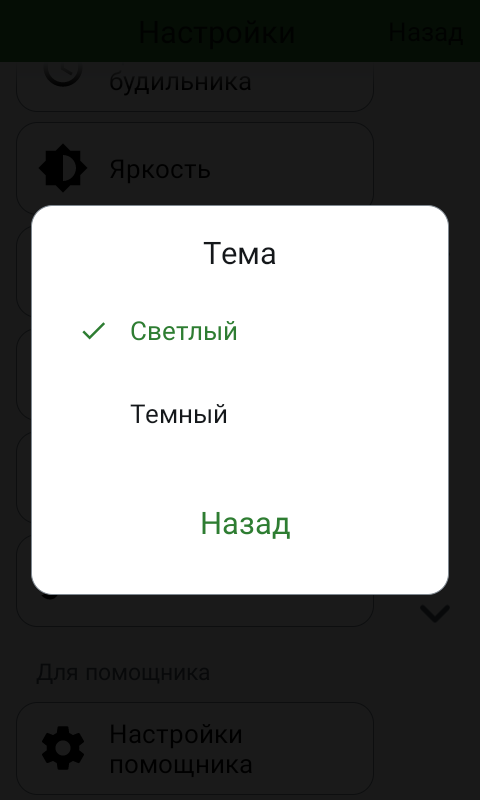 Настройки
Назад
будильника
Яркость
Тема
Светлый
Темный
Назад
Для помощника
Настройки
помощника